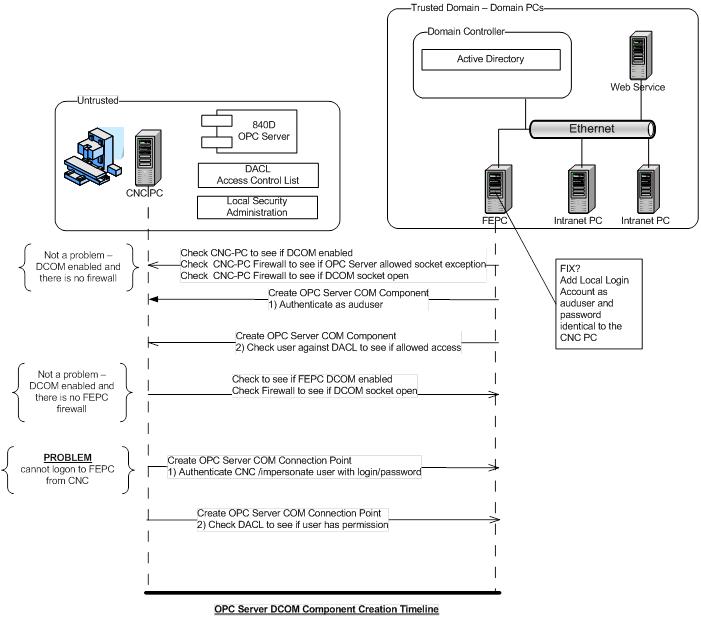 Trusted Domain – Domain PCs
Domain Controller
Active Directory
Web Service
Ethernet
FEPC
Intranet PC
Intranet PC
Untrusted
840D
OPC Server
CNC PC
DACL
Access Control List
Local Security
Administration
Not a problem –
DCOM enabled and
there is no firewall
Check CNC-PC to see if DCOM enabled
Check  CNC-PC Firewall to see if OPC Server allowed socket exception
Check  CNC-PC Firewall to see if DCOM socket open
FIX?
Add Local Login
Account as
auduser and
password
identical to the
CNC PC
Create OPC Server COM Component
1) Authenticate as auduser
Create OPC Server COM Component
2) Check user against DACL to see if allowed access
Not a problem –
DCOM enabled and
there is no FEPC
firewall
Check to see if FEPC DCOM enabled
Check Firewall to see if DCOM socket open
PROBLEM
cannot logon to FEPC
from CNC
Create OPC Server COM Connection Point
1) Authenticate CNC /impersonate user with login/password
Create OPC Server COM Connection Point
2) Check DACL to see if user has permission
OPC Server DCOM Component Creation Timeline